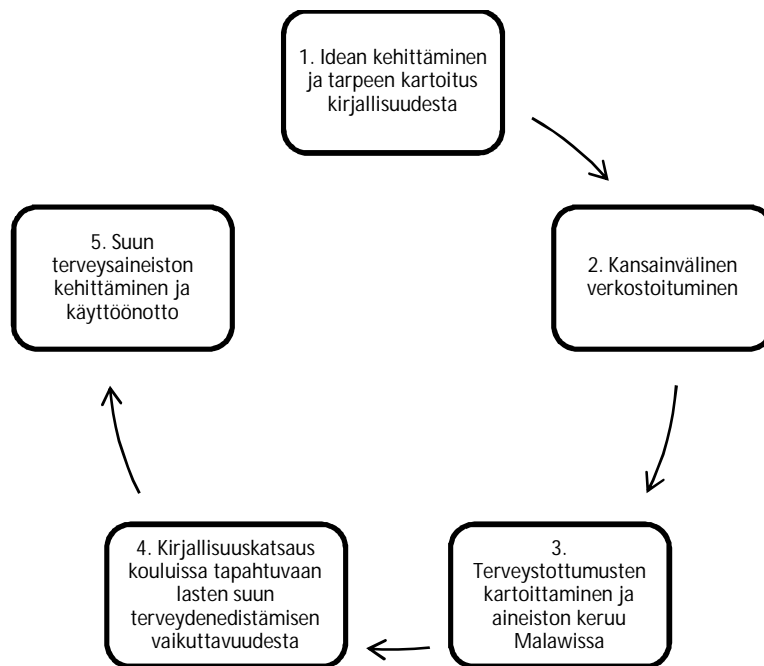 1. Idean kehittäminen
ja tarpeen kartoitus
kirjallisuudesta
2. Kansainvälinen
verkostoituminen
3.
Terveystottumusten
kartoittaminen ja
aineiston keruu
Malawissa
4. Kirjallisuuskatsaus
kouluissa tapahtuvaan
lasten suun
terveydenedistämisen
vaikuttavuudesta
5. Suun
terveysaineiston
kehittäminen ja
käyttöönotto